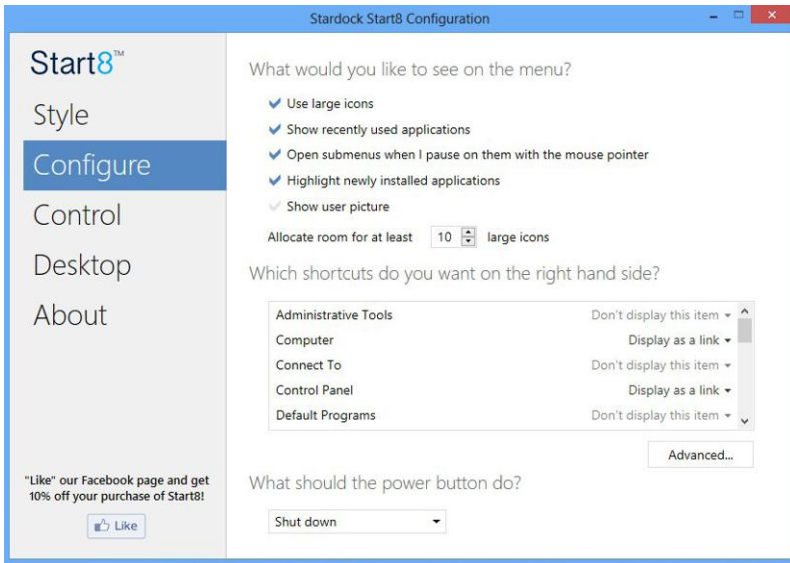 Stardock Start8 Configuration
Start8™
Style
Configure
Control
Desktop
About
"Like" our Facebook page and get
10% off your purchase of Start8!
Like
What would you like to see on the menu?
Use large icons
Show recently used applications
Open submenus when I pause on them with the mouse pointer
Highlight newly installed applications
Show user picture
Allocate room for at least 10 large icons
Which shortcuts do you want on the right hand side?
Administrative Tools Don't display this item
Computer Display as a link
Connect To Don't display this item
Control Panel Display as a link
Default Programs Don't display this item
Advanced...
What should the power button do?
Shut down